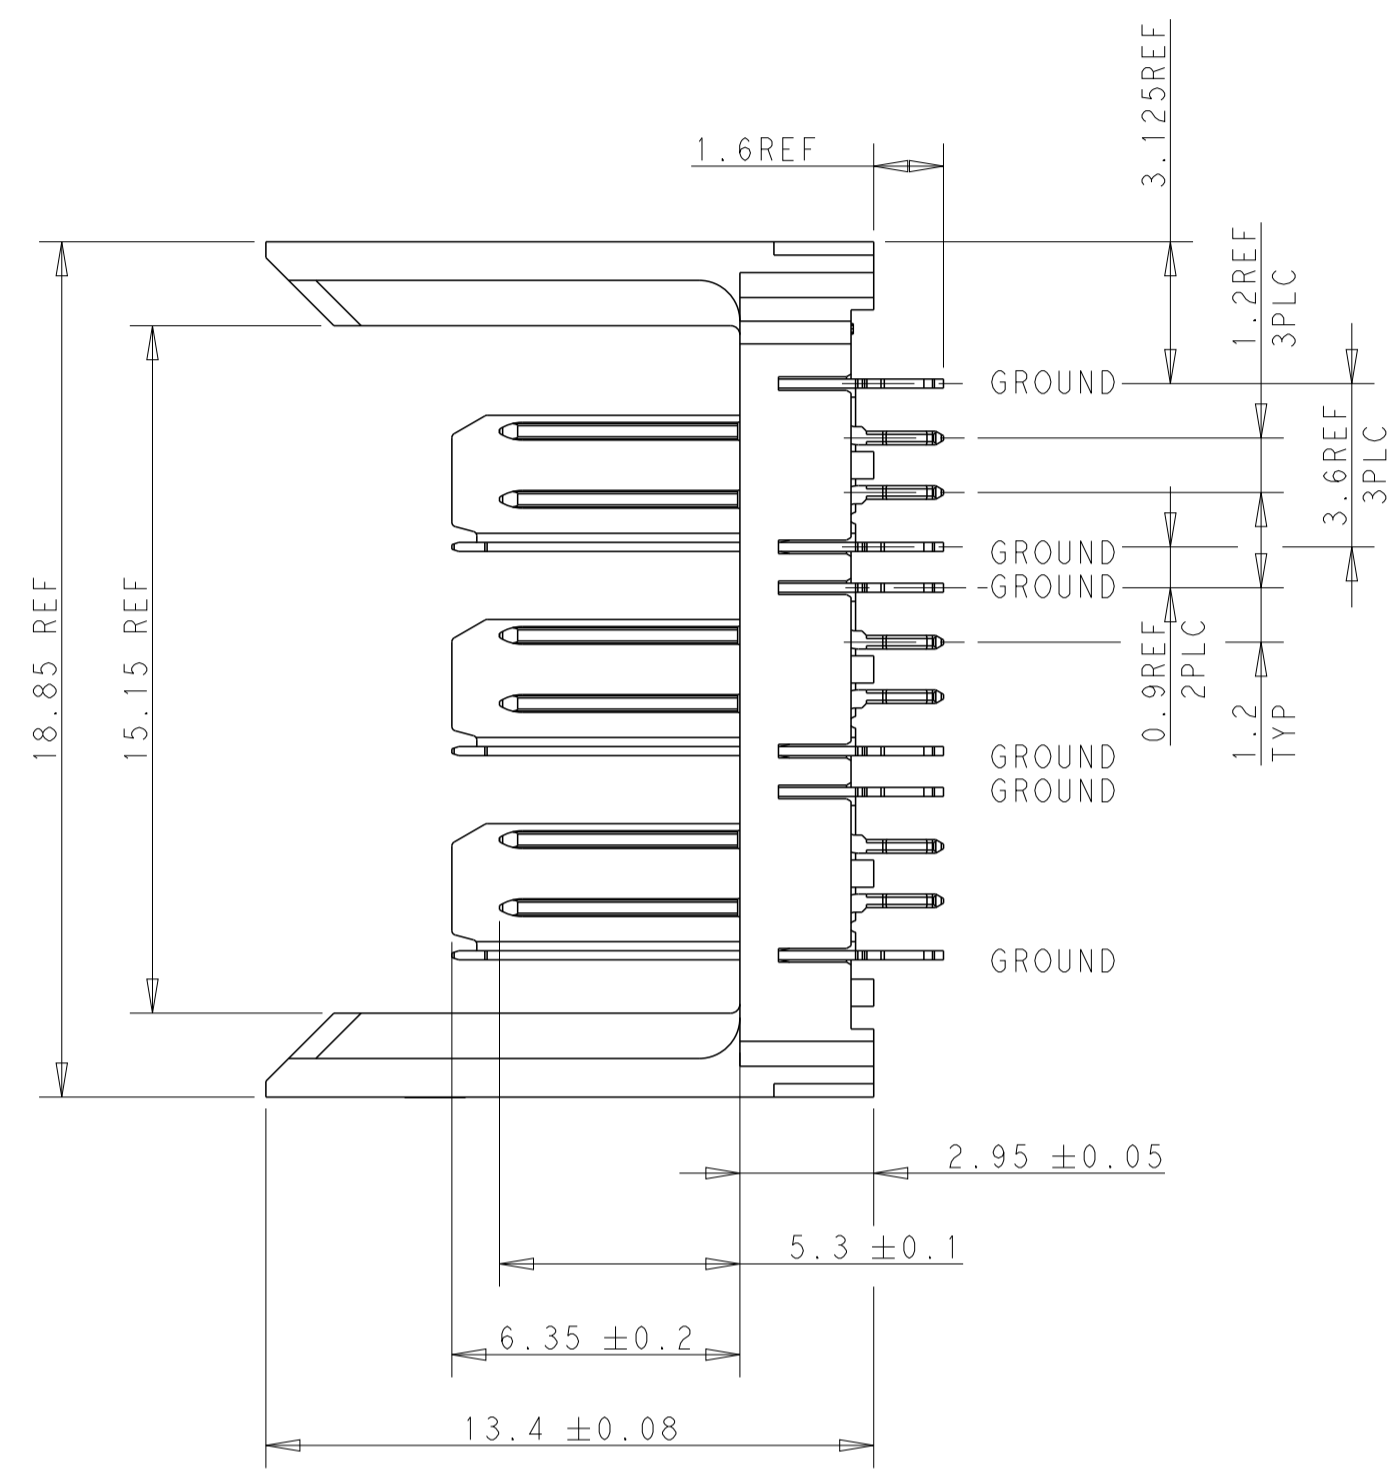 3.125REF
1.6REF
1.2REF
3PLC
GROUND
3.6REF
3PLC
GROUND
GROUND
18.85 REF
15.15 REF
0.9REF
2PLC
1.2
TYP
GROUND
GROUND
GROUND
2.95 ±0.05
5.3 ±0.1
6.35 ±0.2
13.4 ±0.08